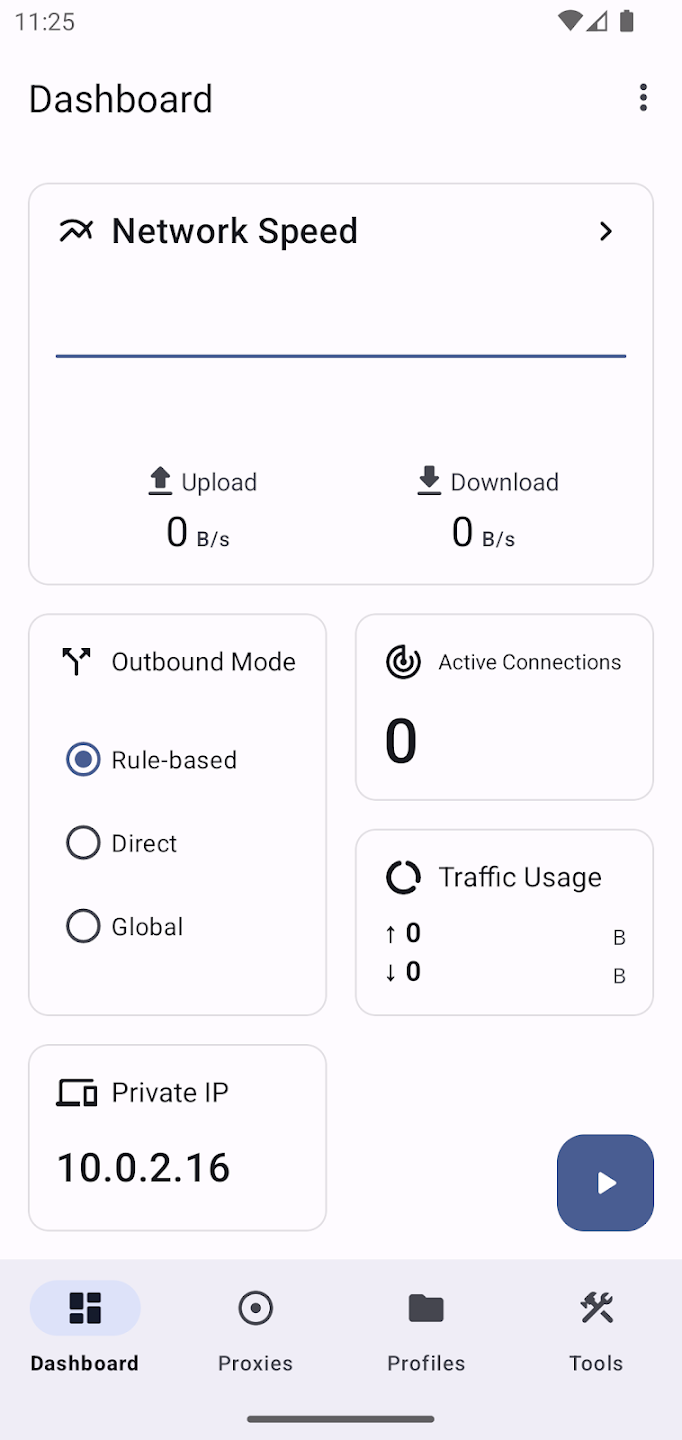 11:25
Dashboard
Network Speed
Upload
Download
0 B/s
0 B/s
Outbound Mode
Rule-based
Direct
Global
Active Connections
0
Traffic Usage
↑ 0 B
↓ 0 B
Private IP
10.0.2.16
Dashboard
Proxies
Profiles
Tools